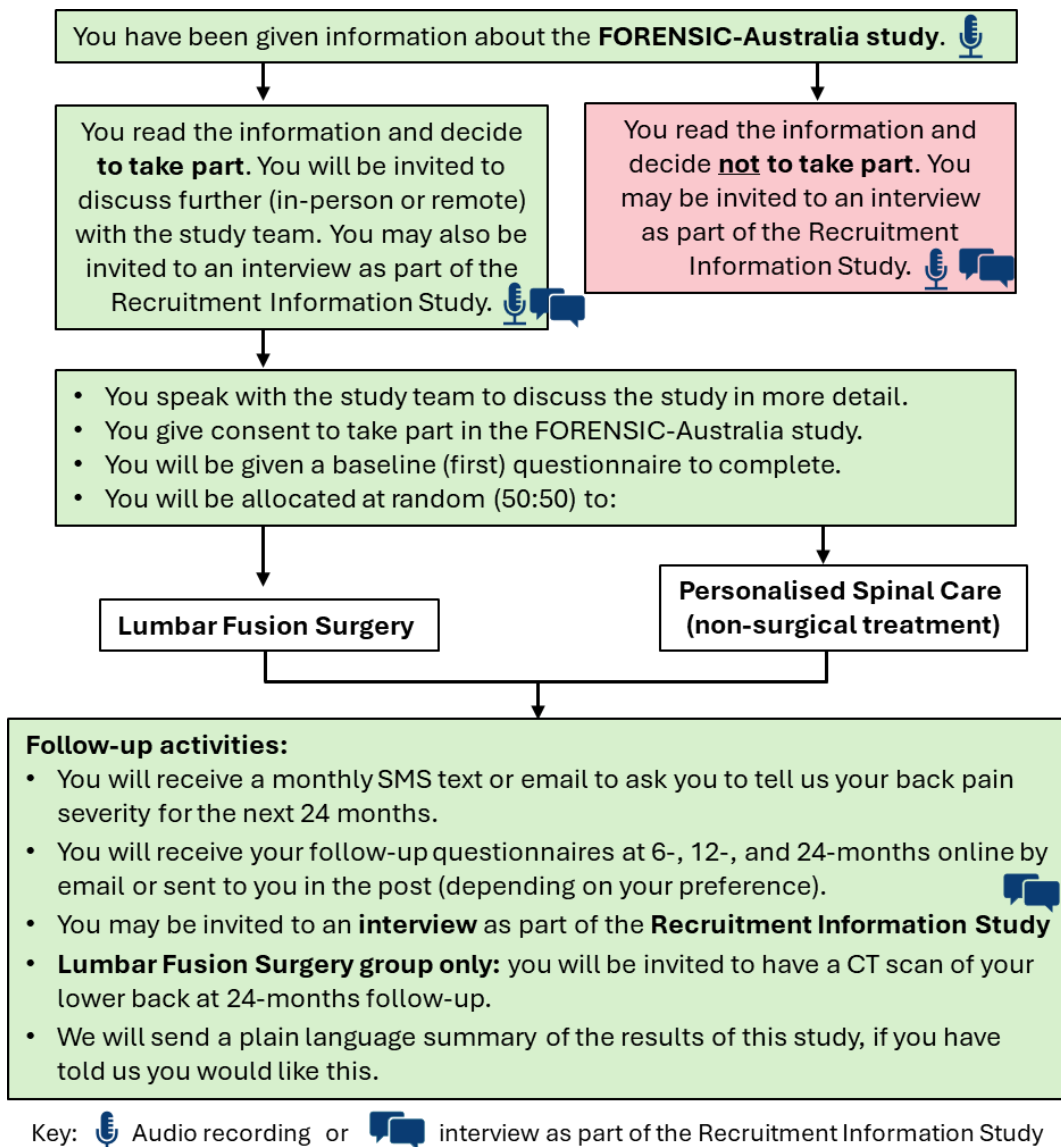 You have been given information about the FORENSIC-Australia study.
You read the information and decide
to take part. You will be invited to
discuss further (in-person or remote)
with the study team. You may also be
invited to an interview as part of the
Recruitment Information Study.
You read the information and
decide not to take part. You
may be invited to an interview
as part of the Recruitment
Information Study.
• You speak with the study team to discuss the study in more detail.
• You give consent to take part in the FORENSIC-Australia study.
• You will be given a baseline (first) questionnaire to complete.
• You will be allocated at random (50:50) to:
Lumbar Fusion Surgery
Personalised Spinal Care
(non-surgical treatment)
Follow-up activities:
• You will receive a monthly SMS text or email to ask you to tell us your back pain
severity for the next 24 months.
• You will receive your follow-up questionnaires at 6-, 12-, and 24-months online by
email or sent to you in the post (depending on your preference).
• You may be invited to an interview as part of the Recruitment Information Study
• Lumbar Fusion Surgery group only: you will be invited to have a CT scan of your
lower back at 24-months follow-up.
• We will send a plain language summary of the results of this study, if you have
told us you would like this.
Key: Audio recording or interview as part of the Recruitment Information Study